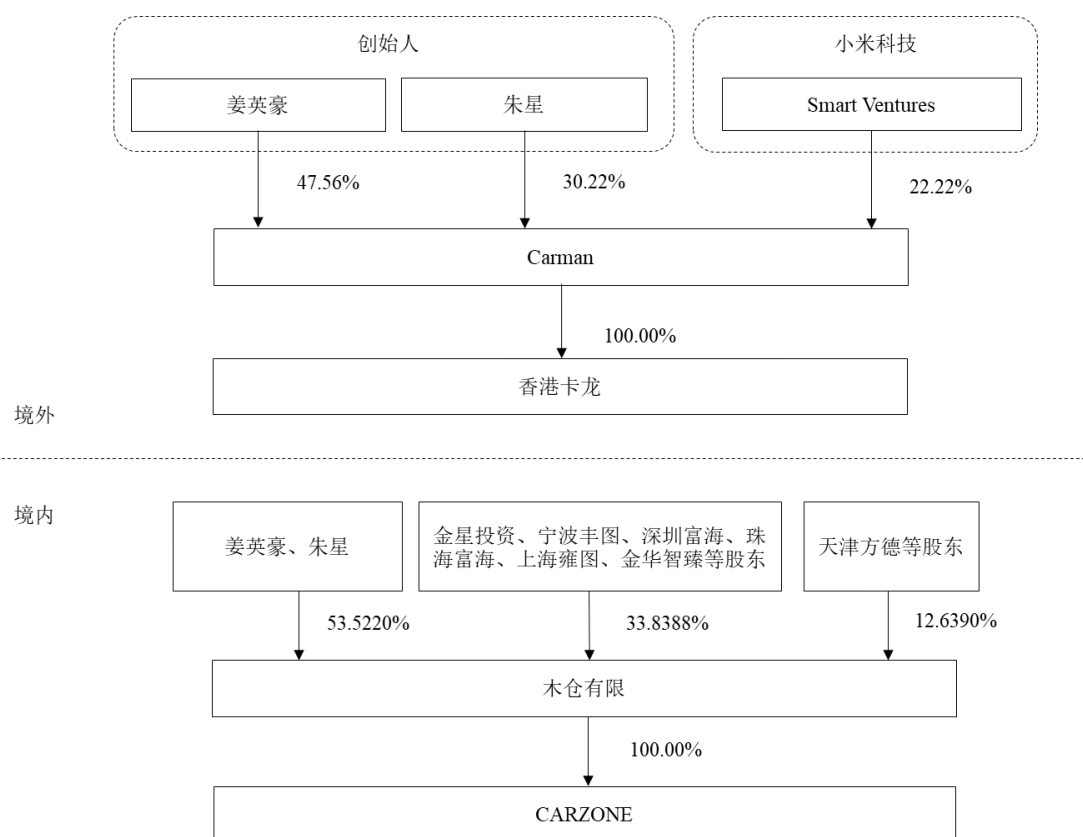 创始人
小米科技
姜英豪
朱星
Smart Ventures
47.56%
30.22%
22.22%
Carman
100.00%
香港卡龙
境外
境内
姜英豪、朱星
金星投资、宁波丰图、深圳富海、珠
海富海、上海雍图、金华智臻等股东
天津方德等股东
53.5220%
33.8388%
12.6390%
木仓有限
100.00%
CARZONE